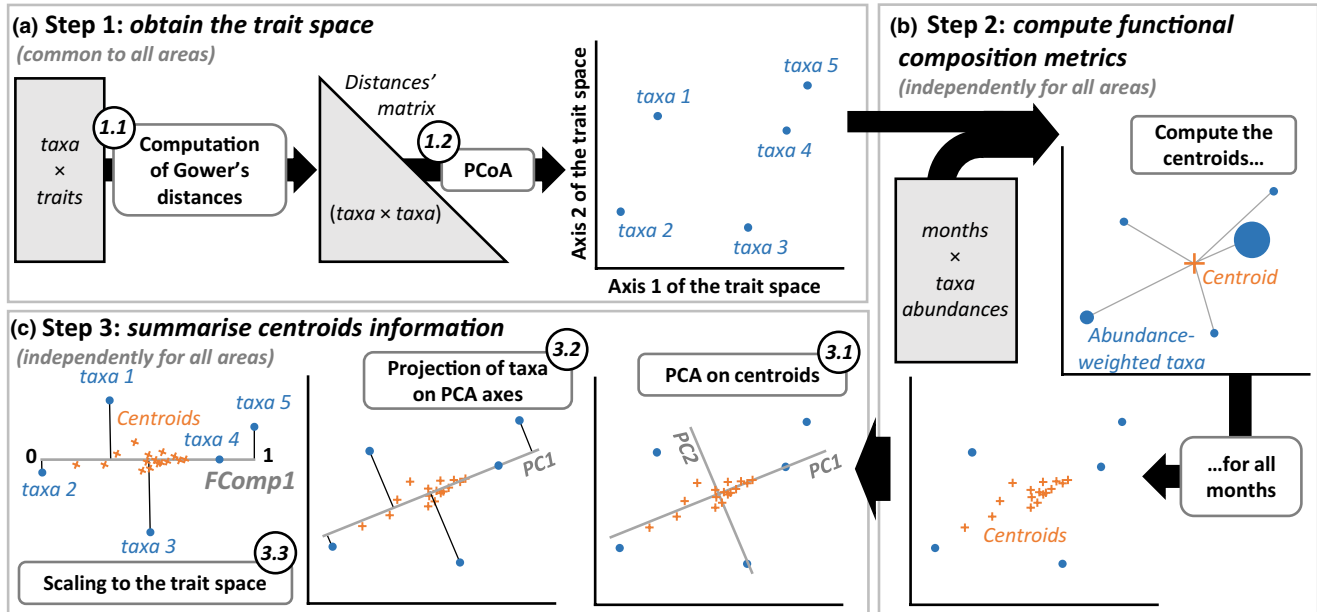 (a) Step 1: obtain the trait space
(common to all areas)
taxa
×
traits
1.1
Computation
of Gower's
distances
Distances'
matrix
(taxa × taxa)
1.2
PCoA
Axis 2 of the trait space
taxa 1
taxa 5
taxa 4
taxa 2
taxa 3
Axis 1 of the trait space
(b) Step 2: compute functional
composition metrics
(independently for all areas)
months
×
taxa
abundances
Compute the
centroids…
Centroid
Abundance-
weighted taxa
…for all
months
Centroids
(c) Step 3: summarise centroids information
(independently for all areas)
3.1
PCA on centroids
PC2
PC1
3.2
Projection of taxa
on PCA axes
PC1
taxa 1
Centroids
taxa 5
taxa 4
0
1
taxa 2
FComp1
taxa 3
3.3
Scaling to the trait space